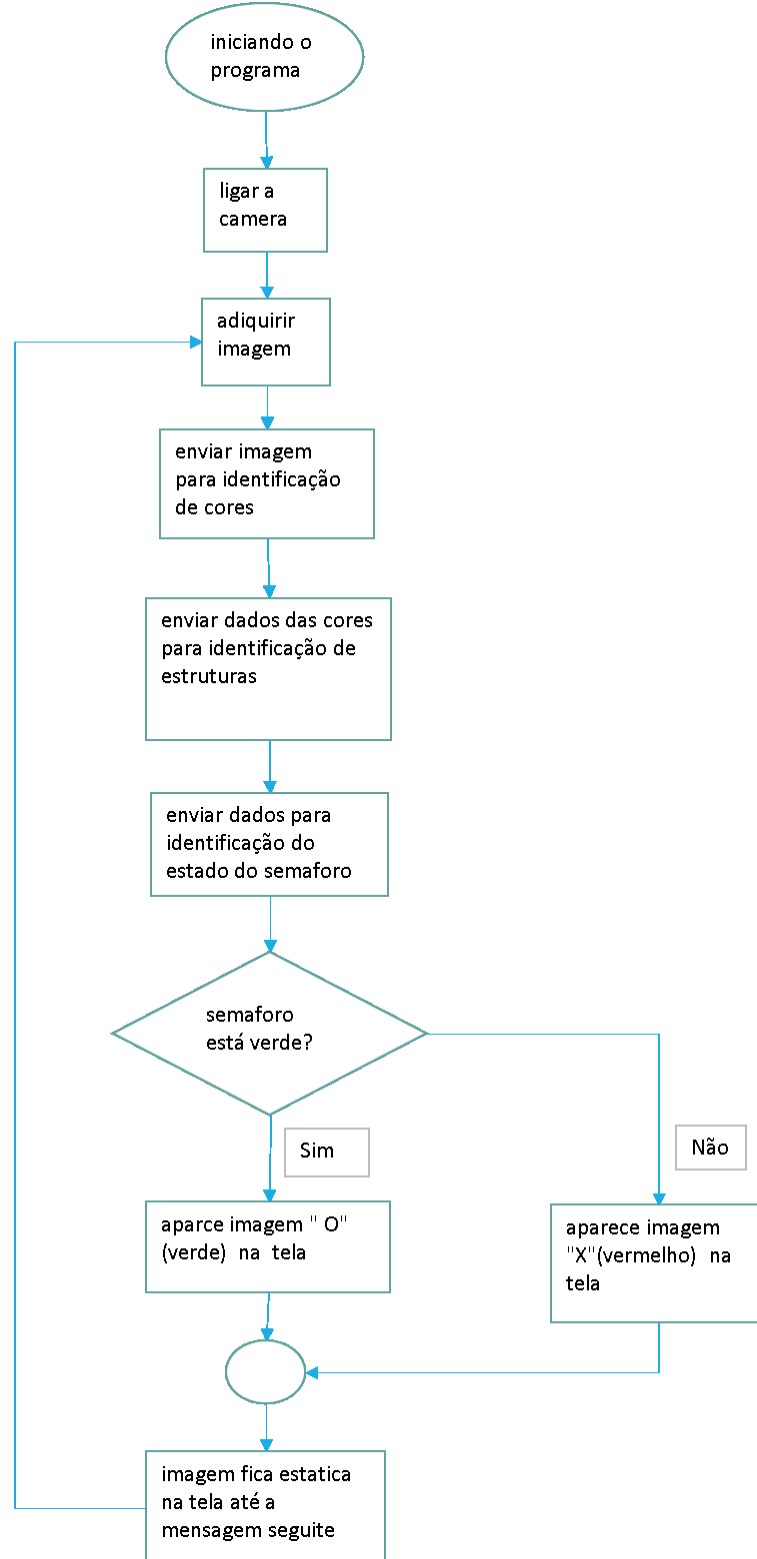 iniciando o
programa
ligar a
camera
adiquirir
imagem
enviar imagem
para identificação
de cores
enviar dados das cores
para identificação de
estruturas
enviar dados para
identificação do
estado do semaforo
semaforo
está verde?
Sim
Não
aparce imagem " O"
(verde) na tela
aparece imagem
"X"(vermelho) na
tela
imagem fica estatica
na tela até a
mensagem seguite